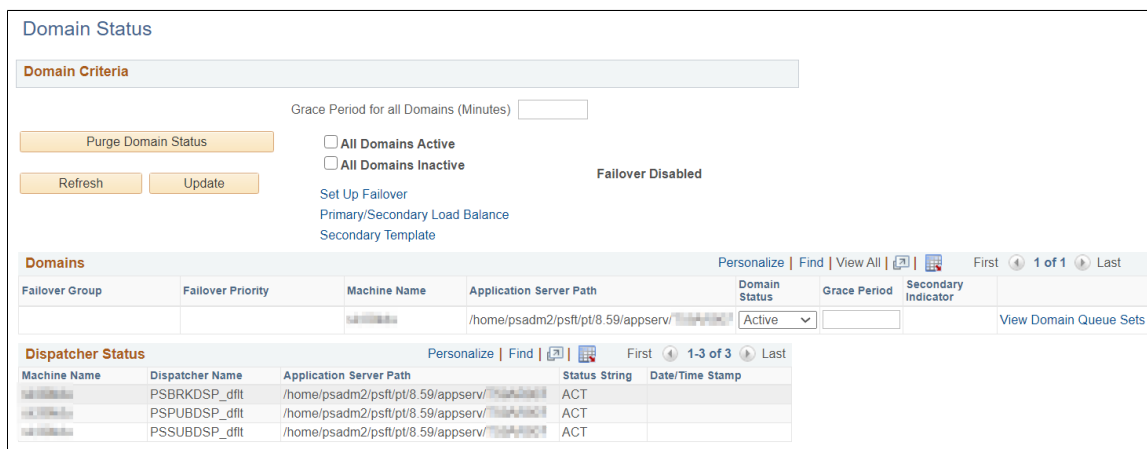 Domain Status
Domain Criteria
Grace Period for all Domains (Minutes)
Purge Domain Status
All Domains Active
All Domains Inactive
Failover Disabled
Refresh Update
Set Up Failover
Primary/Secondary Load Balance
Secondary Template
Domains Personalize | Find | View All | | First 1 of 1 Last
Failover Group Failover Priority Machine Name Application Server Path Domain Status Grace Period Secondary Indicator
/home/psadm2/psft/pt/8.59/appserv/ Active View Domain Queue Sets
Dispatcher Status Personalize | Find | | First 1-3 of 3 Last
Machine Name Dispatcher Name Application Server Path Status String Date/Time Stamp
PSBRKDSP_dflt /home/psadm2/psft/pt/8.59/appserv/ ACT
PSPUBDSP_dflt /home/psadm2/psft/pt/8.59/appserv/ ACT
PSSUBDSP_dflt /home/psadm2/psft/pt/8.59/appserv/ ACT